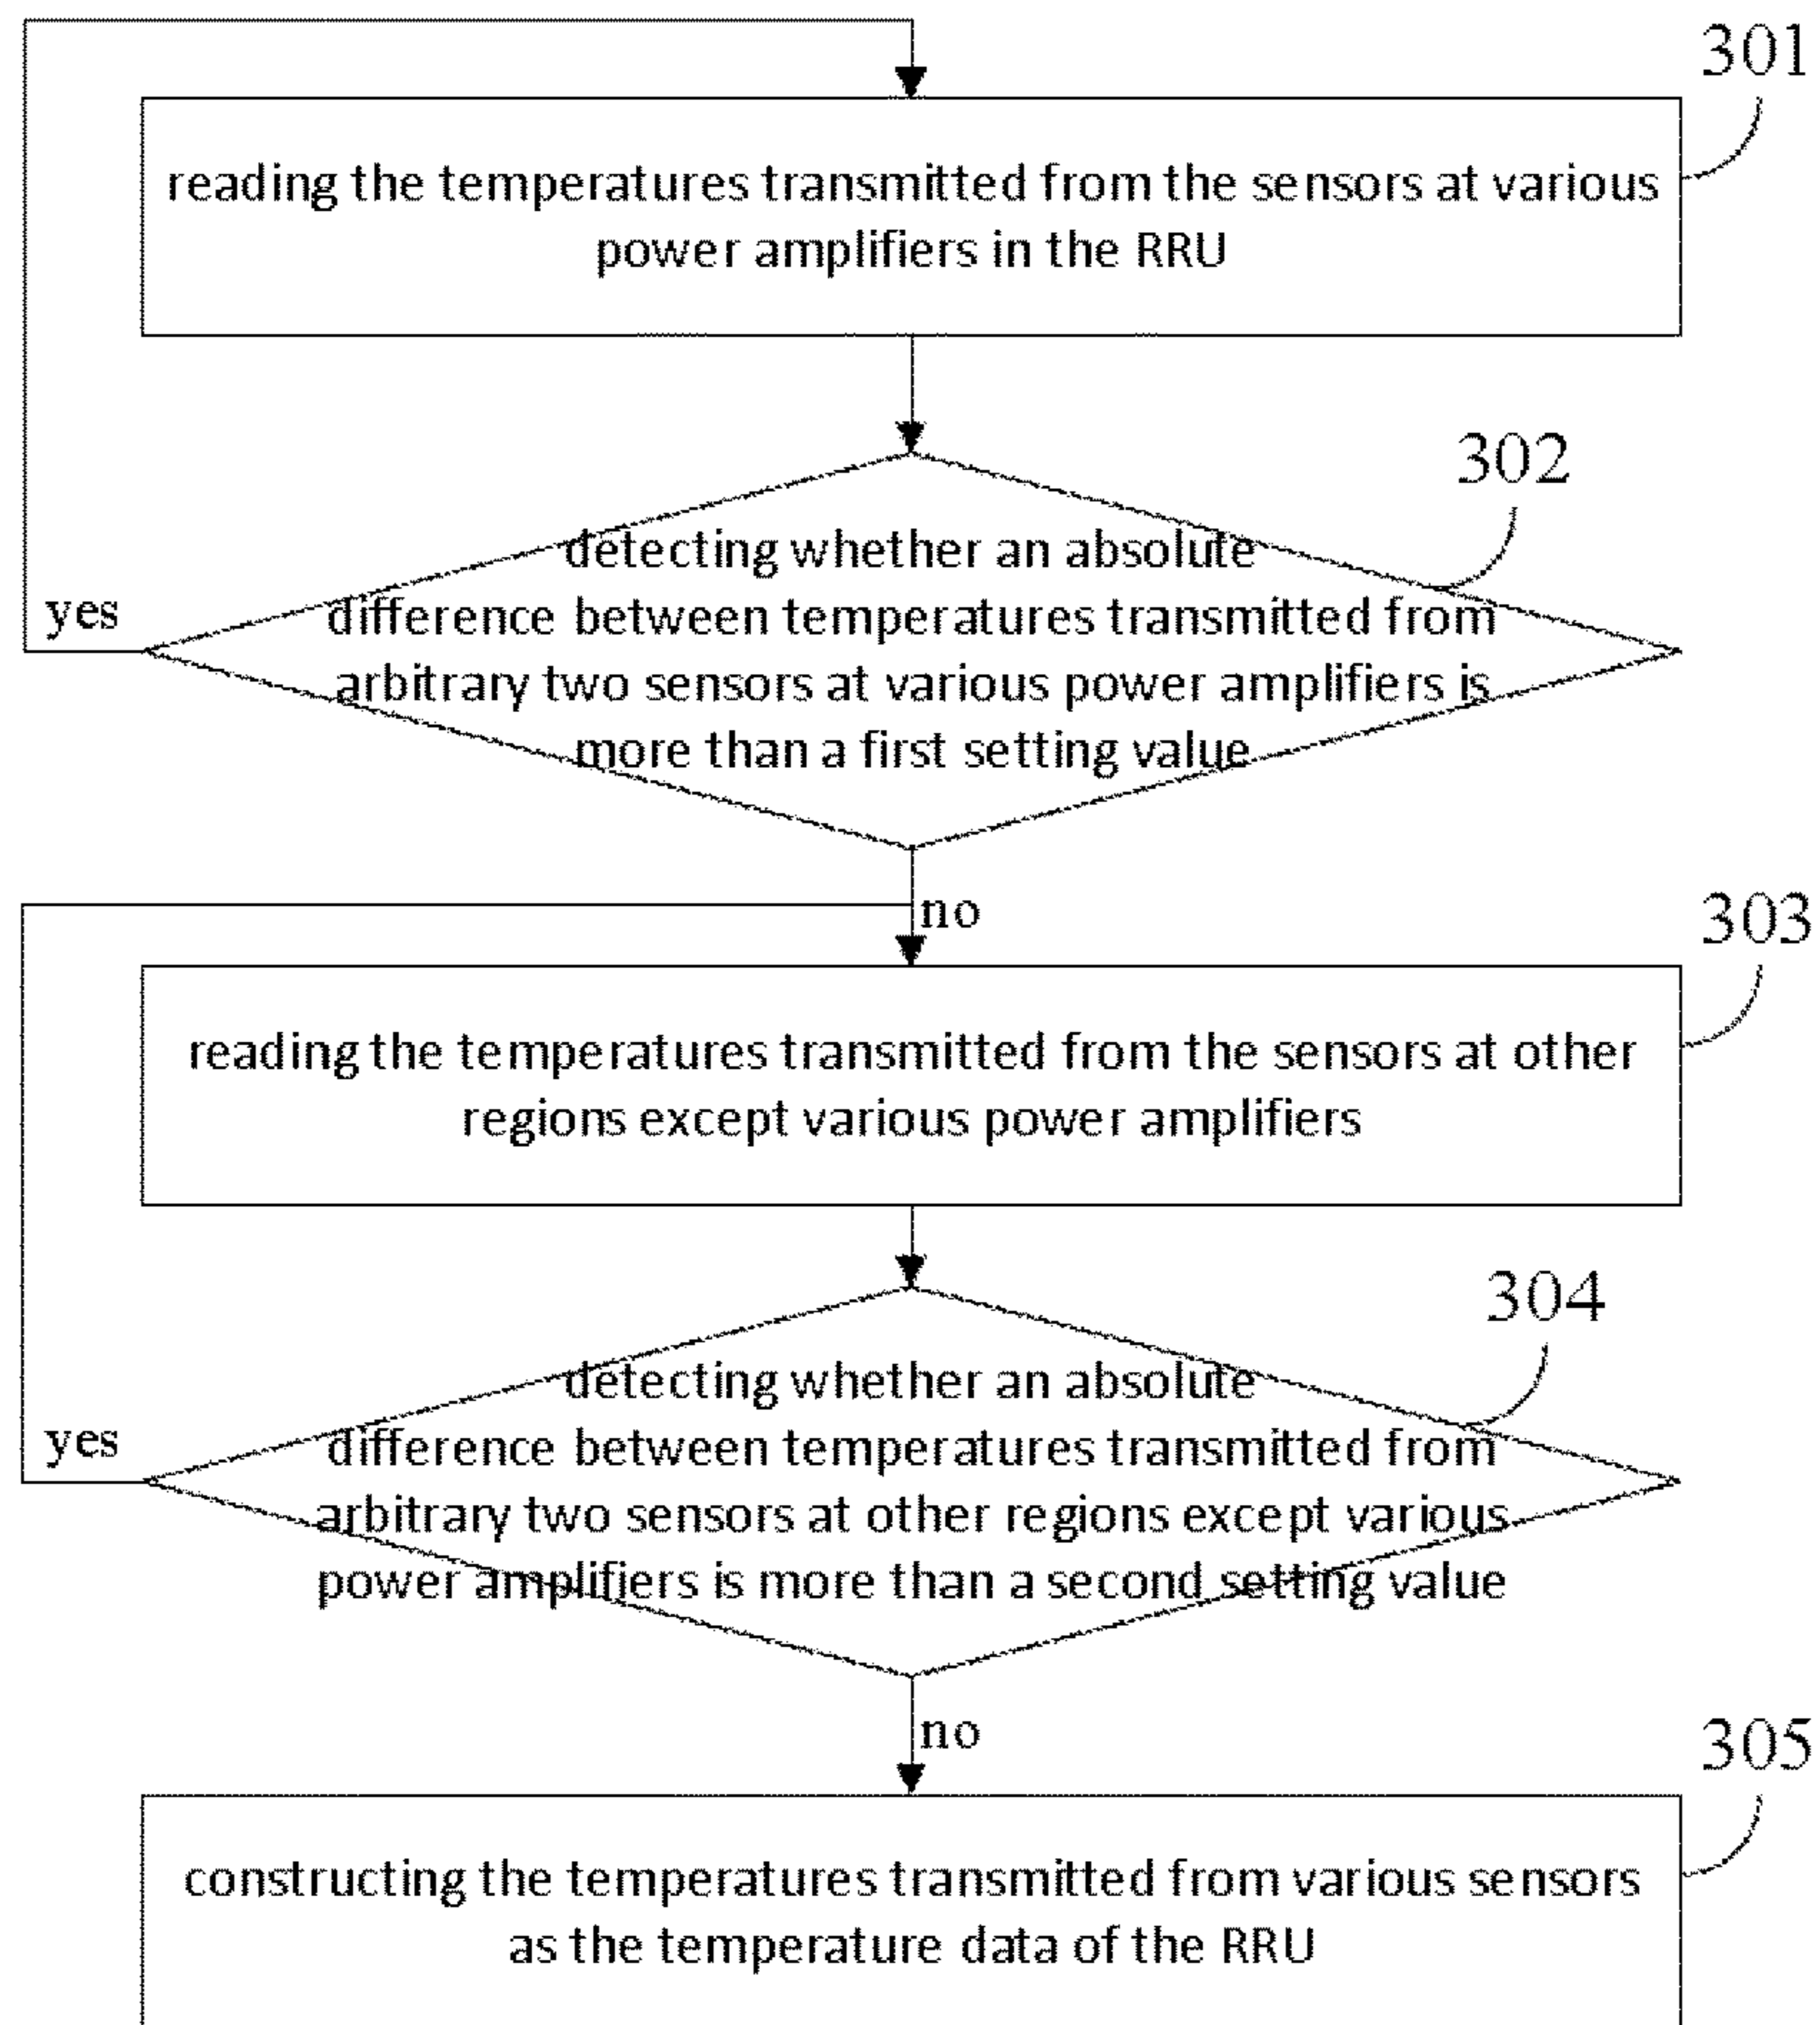 301
reading the temperatures transmitted from the sensors at various
power amplifiers in the RRU
302
detecting whether an absolute
difference between temperatures transmitted from
arbitrary two sensors at various power amplifiers is
more than a first setting value
yes
no
303
reading the temperatures transmitted from the sensors at other
regions except various power amplifiers
304
detecting whether an absolute
difference between temperatures transmitted from
arbitrary two sensors at other regions except various
power amplifiers is more than a second setting value
yes
no
305
constructing the temperatures transmitted from various sensors
as the temperature data of the RRU